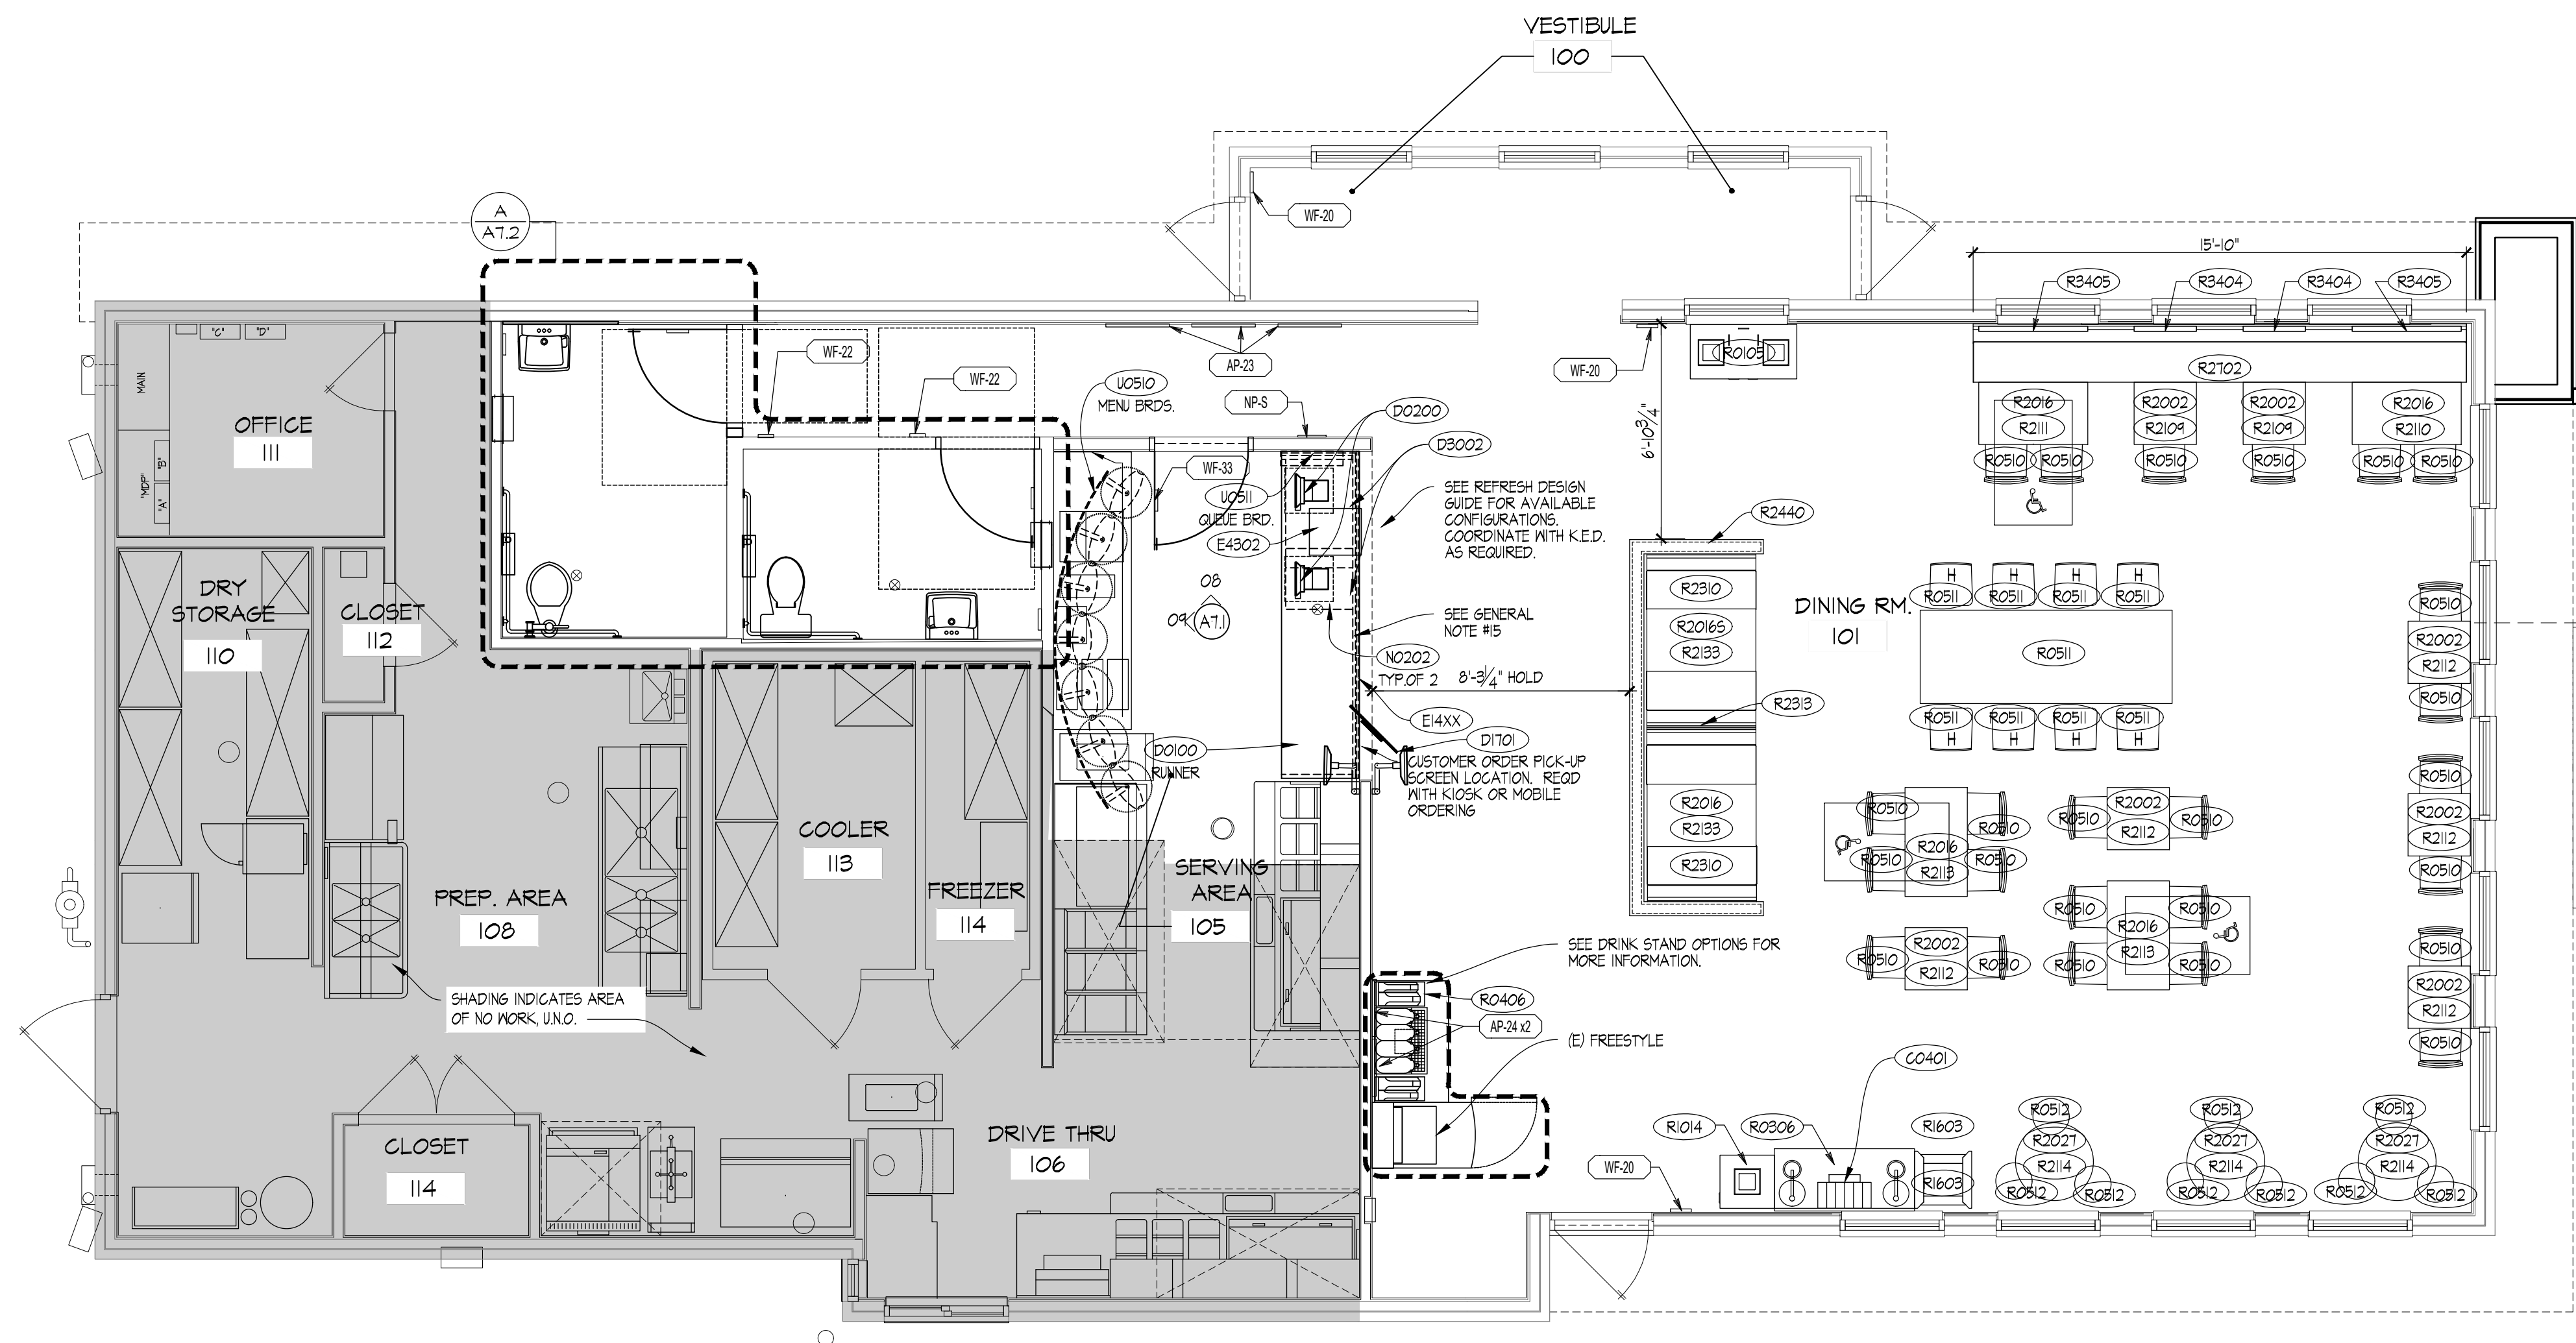 VESTIBULE
100
WF-20
A
A7.2
15'-10"
R3405
R3404
R3404
R3405
"C"
"D"
MAIN
OFFICE
111
"MDP"
"B"
"A"
WF-22
WF-22
AP-23
U0510
MENU BRDS.
NP-S
WF-20
R0105
6'-10 3/4"
R2702
R2016
R2111
R2002
R2109
R2002
R2109
R2016
R2110
R0510
R0510
R0510
R0510
R0510
R0510
D0200
D3002
WF-33
U0511
QUEUE BRD.
E4302
SEE REFRESH DESIGN
GUIDE FOR AVAILABLE
CONFIGURATIONS.
COORDINATE WITH K.E.D.
AS REQUIRED.
R2440
DRY
STORAGE
110
CLOSET
112
08
09
A7.1
SEE GENERAL
NOTE #15
N0202
TYP.OF 2
8'-3 1/4" HOLD
E14XX
D1701
CUSTOMER ORDER PICK-UP
SCREEN LOCATION. REQD
WITH KIOSK OR MOBILE
ORDERING
D0100
RUNNER
R2310
R2016S
R2133
R2313
R2016
R2133
R2310
DINING RM.
101
H
H
H
H
R0511
R0511
R0511
R0511
R0511
R0511
R0511
R0511
R0511
H
H
H
H
R0510
R2002
R2112
R0510
R0510
R2002
R2112
R0510
R0510
R2002
R2112
R0510
R0510
R0510
R2016
R0510
R0510
R2113
R0510
R2002
R0510
R2112
R0510
R0510
R2016
R2113
R0510
R0510
R2002
R0510
R2112
R0510
COOLER
113
FREEZER
114
SERVING
AREA
105
PREP. AREA
108
SHADING INDICATES AREA
OF NO WORK, U.N.O.
SEE DRINK STAND OPTIONS FOR
MORE INFORMATION.
R0406
AP-24 x2
(E) FREESTYLE
C0401
CLOSET
114
DRIVE THRU
106
R1014
R0306
R1603
R1603
WF-20
R0512
R2027
R2114
R0512
R0512
R0512
R2027
R2114
R0512
R0512
R0512
R2027
R2114
R0512
R0512